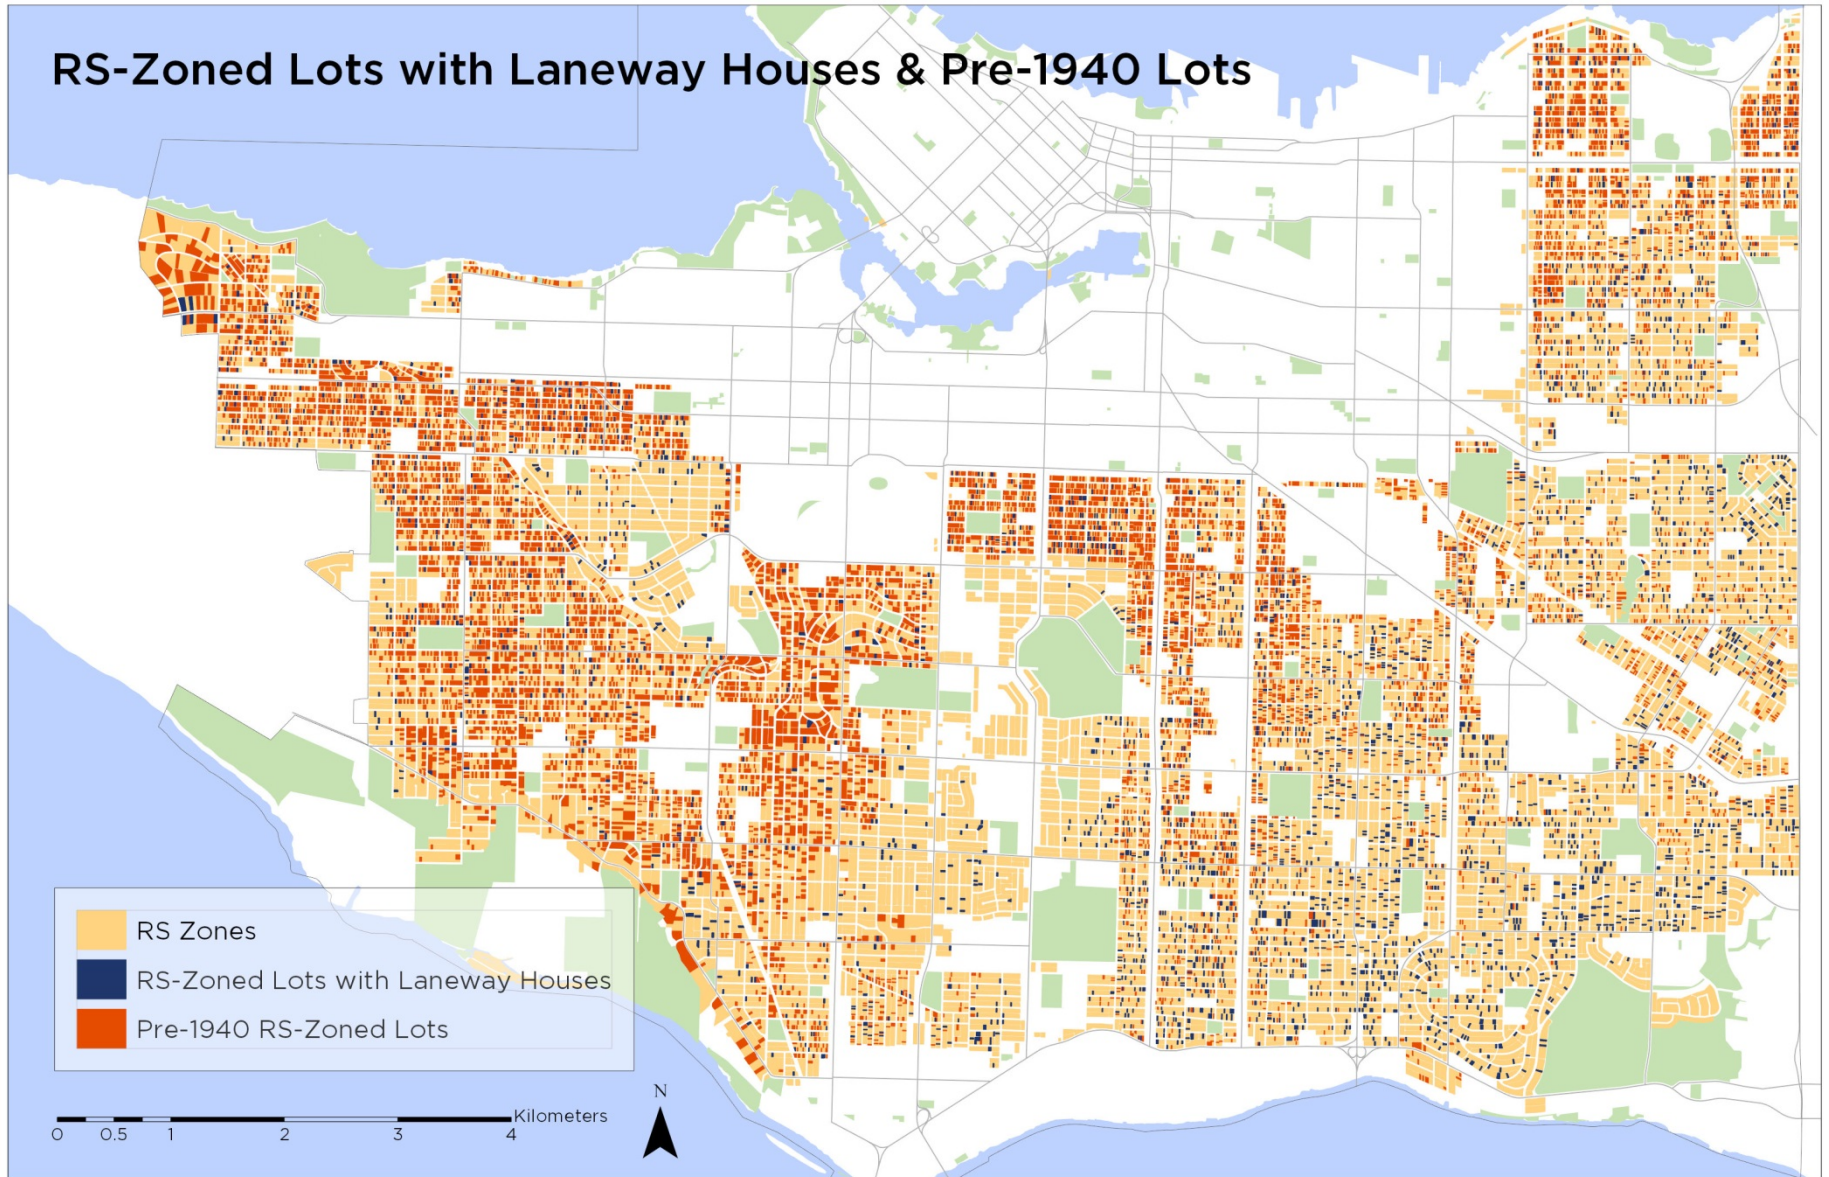 RS-Zoned Lots with Laneway Houses & Pre-1940 Lots
RS Zones
RS-Zoned Lots with Laneway Houses
Pre-1940 RS-Zoned Lots
N
Kilometers
0 0.5 1 2 3 4